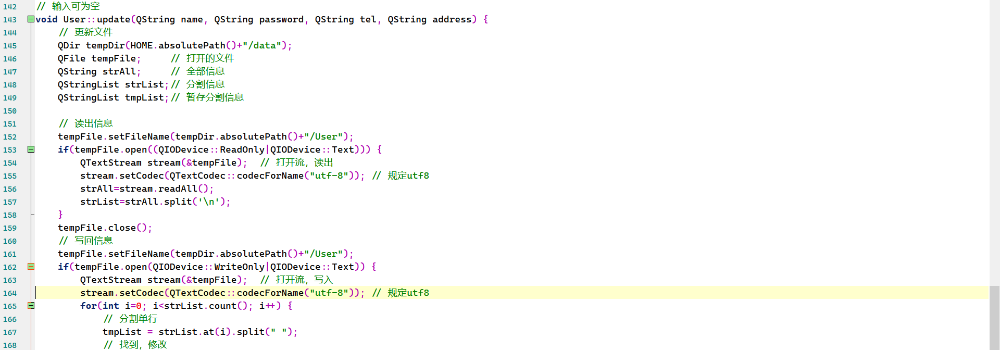 142 // 输入可为空
143 void User::update(QString name, QString password, QString tel, QString address) {
144 // 更新文件
145 QDir tempDir(HOME.absolutePath()+"/data");
146 QFile tempFile; // 打开的文件
147 QString strAll; // 全部信息
148 QStringList strList; // 分割信息
149 QStringList tmpList; // 暂存分割信息
150
151 // 读出信息
152 tempFile.setFileName(tempDir.absolutePath()+"/User");
153 if(tempFile.open((QIODevice::ReadOnly|QIODevice::Text))) {
154 QTextStream stream(&tempFile); // 打开流，读出
155 stream.setCodec(QTextCodec::codecForName("utf-8")); // 规定utf8
156 strAll=stream.readAll();
157 strList=strAll.split('\n');
158 }
159 tempFile.close();
160 // 写回信息
161 tempFile.setFileName(tempDir.absolutePath()+"/User");
162 if(tempFile.open(QIODevice::WriteOnly|QIODevice::Text)) {
163 QTextStream stream(&tempFile); // 打开流，写入
164 stream.setCodec(QTextCodec::codecForName("utf-8")); // 规定utf8
165 for(int i=0; i<strList.count(); i++) {
166 // 分割单行
167 tmpList = strList.at(i).split(" ");
168 // 找到，修改